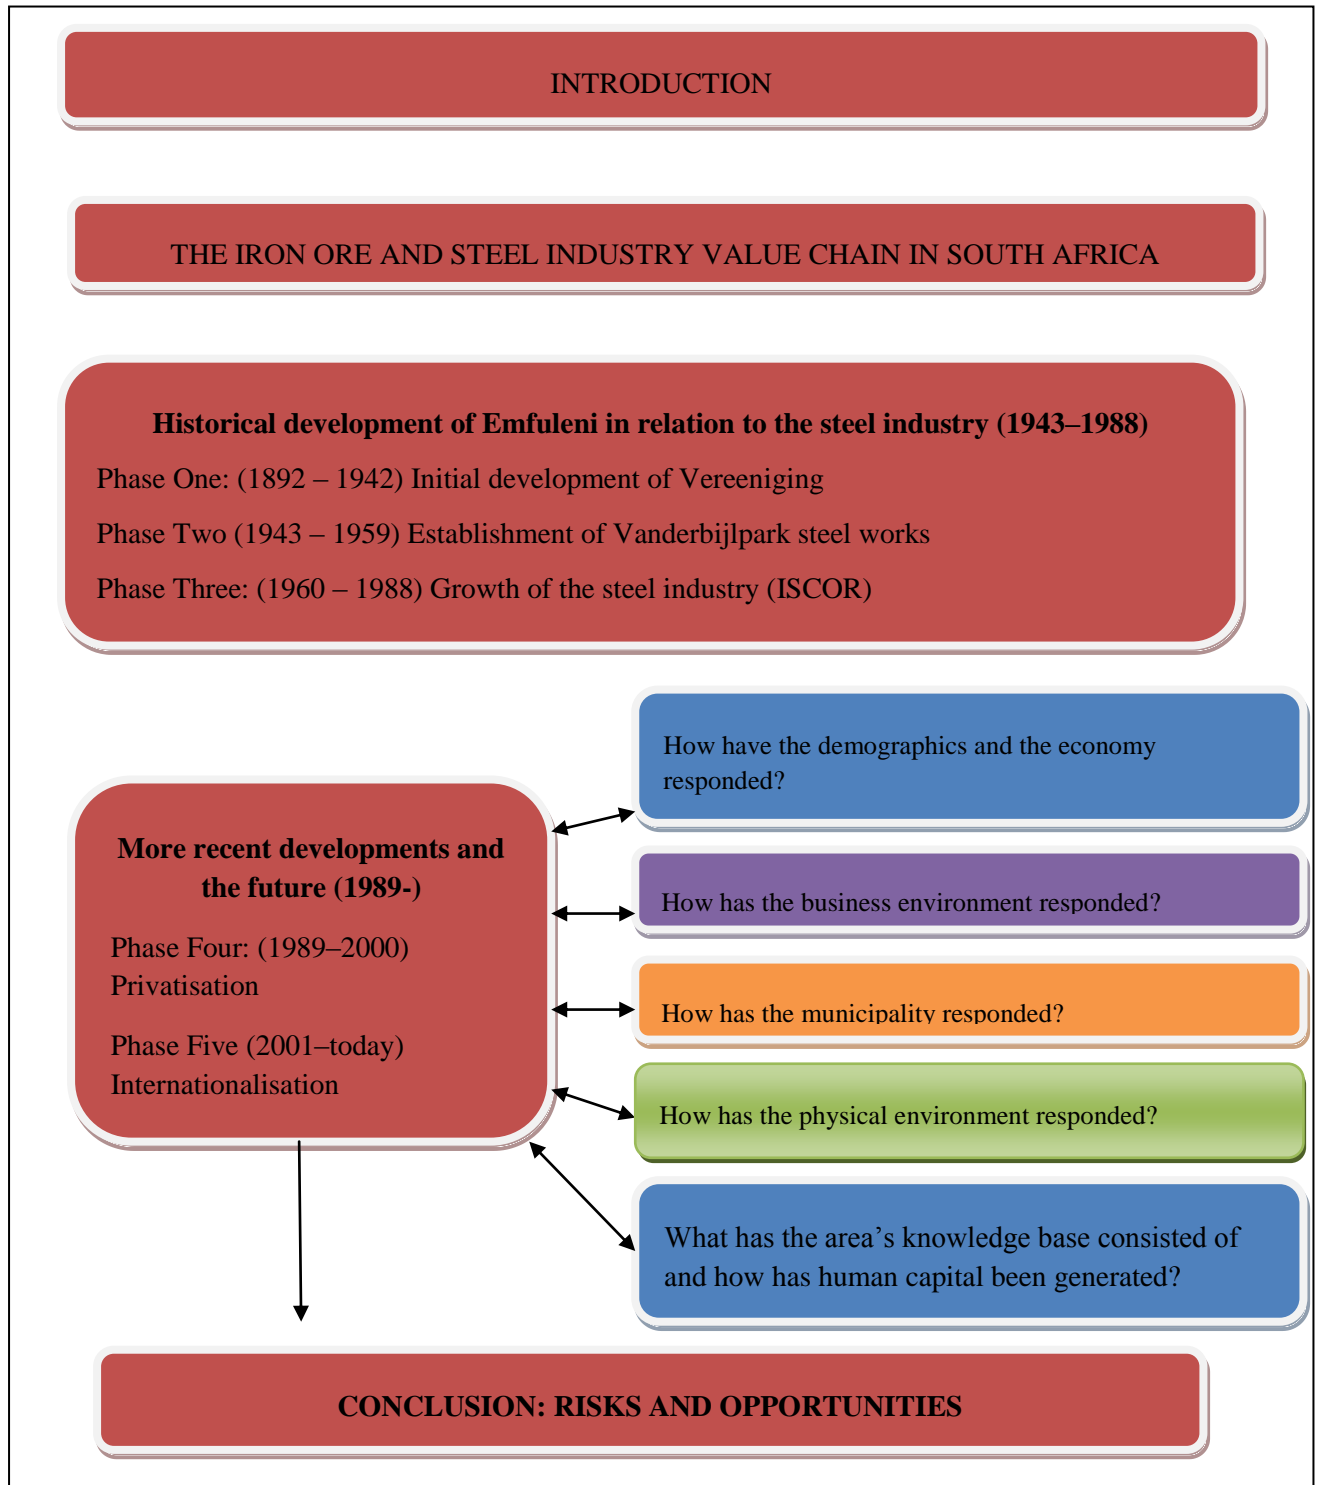 INTRODUCTION
THE IRON ORE AND STEEL INDUSTRY VALUE CHAIN IN SOUTH AFRICA
Historical development of Emfuleni in relation to the steel industry (1943–1988)
Phase One: (1892 – 1942) Initial development of Vereeniging
Phase Two (1943 – 1959) Establishment of Vanderbijlpark steel works
Phase Three: (1960 – 1988) Growth of the steel industry (ISCOR)
More recent developments and
the future (1989-)
Phase Four: (1989–2000)
Privatisation
Phase Five (2001–today)
Internationalisation
How have the demographics and the economy
responded?
How has the business environment responded?
How has the municipality responded?
How has the physical environment responded?
What has the area’s knowledge base consisted of
and how has human capital been generated?
CONCLUSION: RISKS AND OPPORTUNITIES